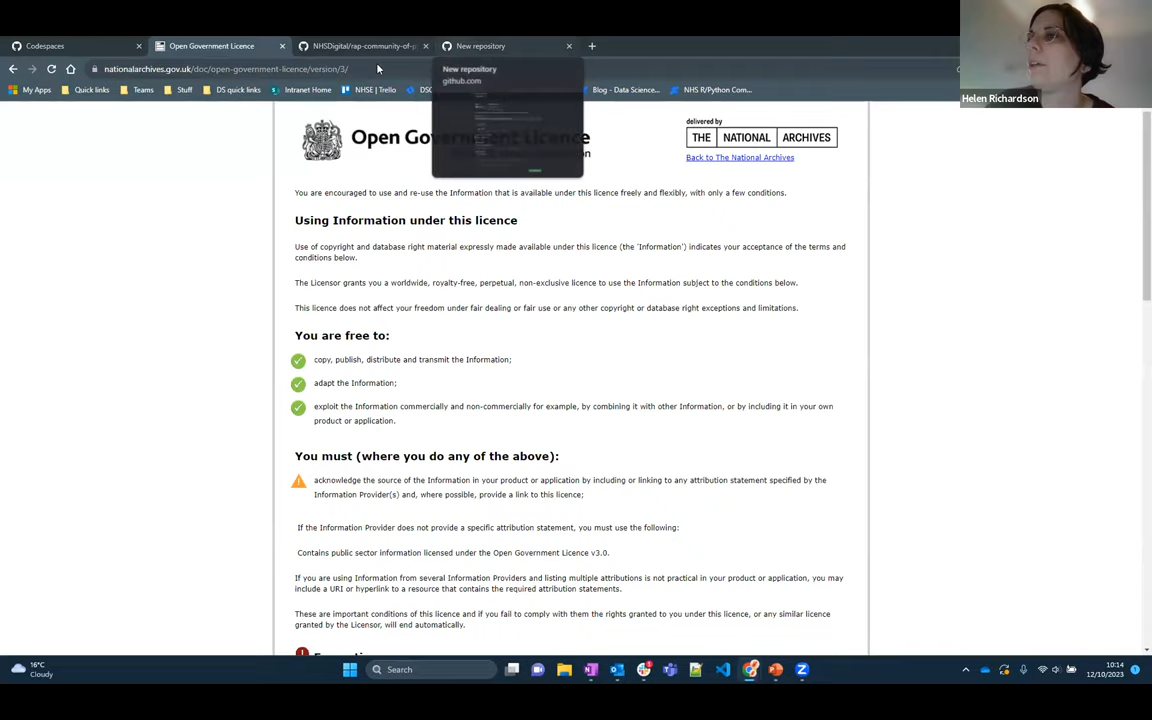 Codespaces
Open Government Licence
NHSDigital/rap-community-of-p
New repository
nationalarchives.gov.uk/doc/open-government-licence/version/3/
New repository
github.com
My Apps
Quick links
Teams
Stuff
DS quick links
Intranet Home
NHSE | Trello
DSC
Blog - Data Science...
NHS R/Python Com...
Helen Richardson
Open Go
Licence
delivered by
THE NATIONAL ARCHIVES
Back to The National Archives
You are encouraged to use and re-use the Information that is available under this licence freely and flexibly, with only a few conditions.
Using Information under this licence
Use of copyright and database right material expressly made available under this licence (the 'Information') indicates your acceptance of the terms and
conditions below.
The Licensor grants you a worldwide, royalty-free, perpetual, non-exclusive licence to use the Information subject to the conditions below.
This licence does not affect your freedom under fair dealing or fair use or any other copyright or database right exceptions and limitations.
You are free to:
copy, publish, distribute and transmit the Information;
adapt the Information;
exploit the Information commercially and non-commercially for example, by combining it with other Information, or by including it in your own
product or application.
You must (where you do any of the above):
acknowledge the source of the Information in your product or application by including or linking to any attribution statement specified by the
Information Provider(s) and, where possible, provide a link to this licence;
If the Information Provider does not provide a specific attribution statement, you must use the following:
Contains public sector information licensed under the Open Government Licence v3.0.
If you are using Information from several Information Providers and listing multiple attributions is not practical in your product or application, you may
include a URI or hyperlink to a resource that contains the required attribution statements.
These are important conditions of this licence and if you fail to comply with them the rights granted to you under this licence, or any similar licence
granted by the Licensor, will end automatically.
16°C
Cloudy
Search
10:14
12/10/2023